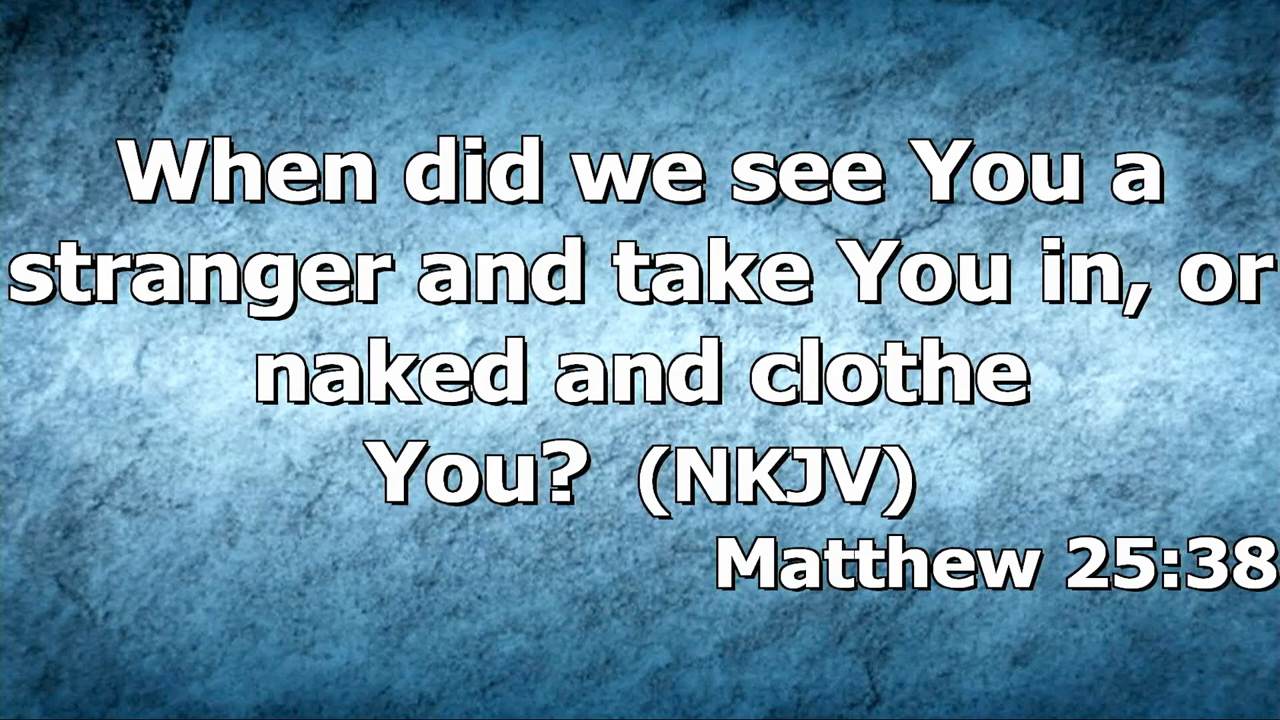 When did we see You a
stranger and take You in, or
naked and clothe
You? (NKJV)
Matthew 25:38